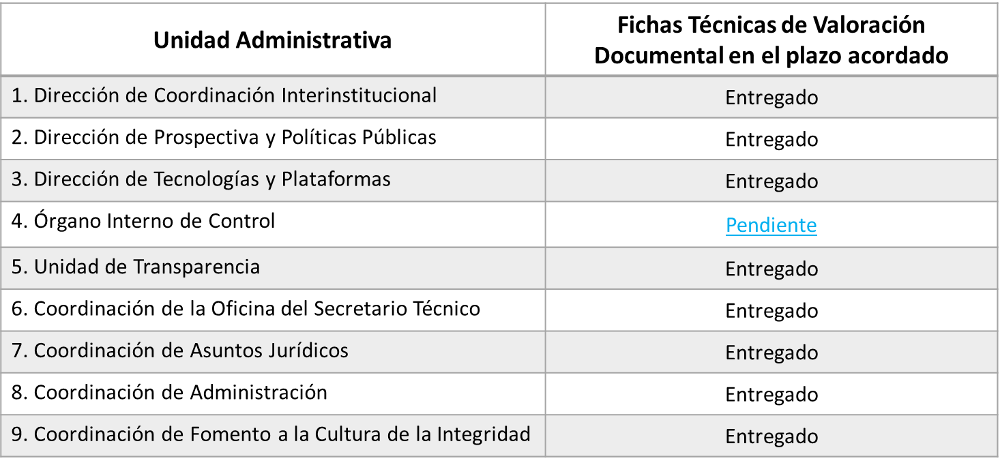 Unidad Administrativa
Fichas Técnicas de Valoración
Documental en el plazo acordado
1. Dirección de Coordinación Interinstitucional
Entregado
2. Dirección de Prospectiva y Políticas Públicas
Entregado
3. Dirección de Tecnologías y Plataformas
Entregado
4. Órgano Interno de Control
Pendiente
5. Unidad de Transparencia
Entregado
6. Coordinación de la Oficina del Secretario Técnico
Entregado
7. Coordinación de Asuntos Jurídicos
Entregado
8. Coordinación de Administración
Entregado
9. Coordinación de Fomento a la Cultura de la Integridad
Entregado